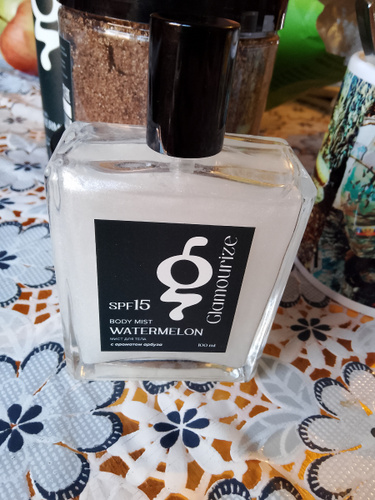 g
Glamourize
SPF15
BODY MIST
WATERMELON
МИСТ ДЛЯ ТЕЛА
с ароматом арбуза
100 ml